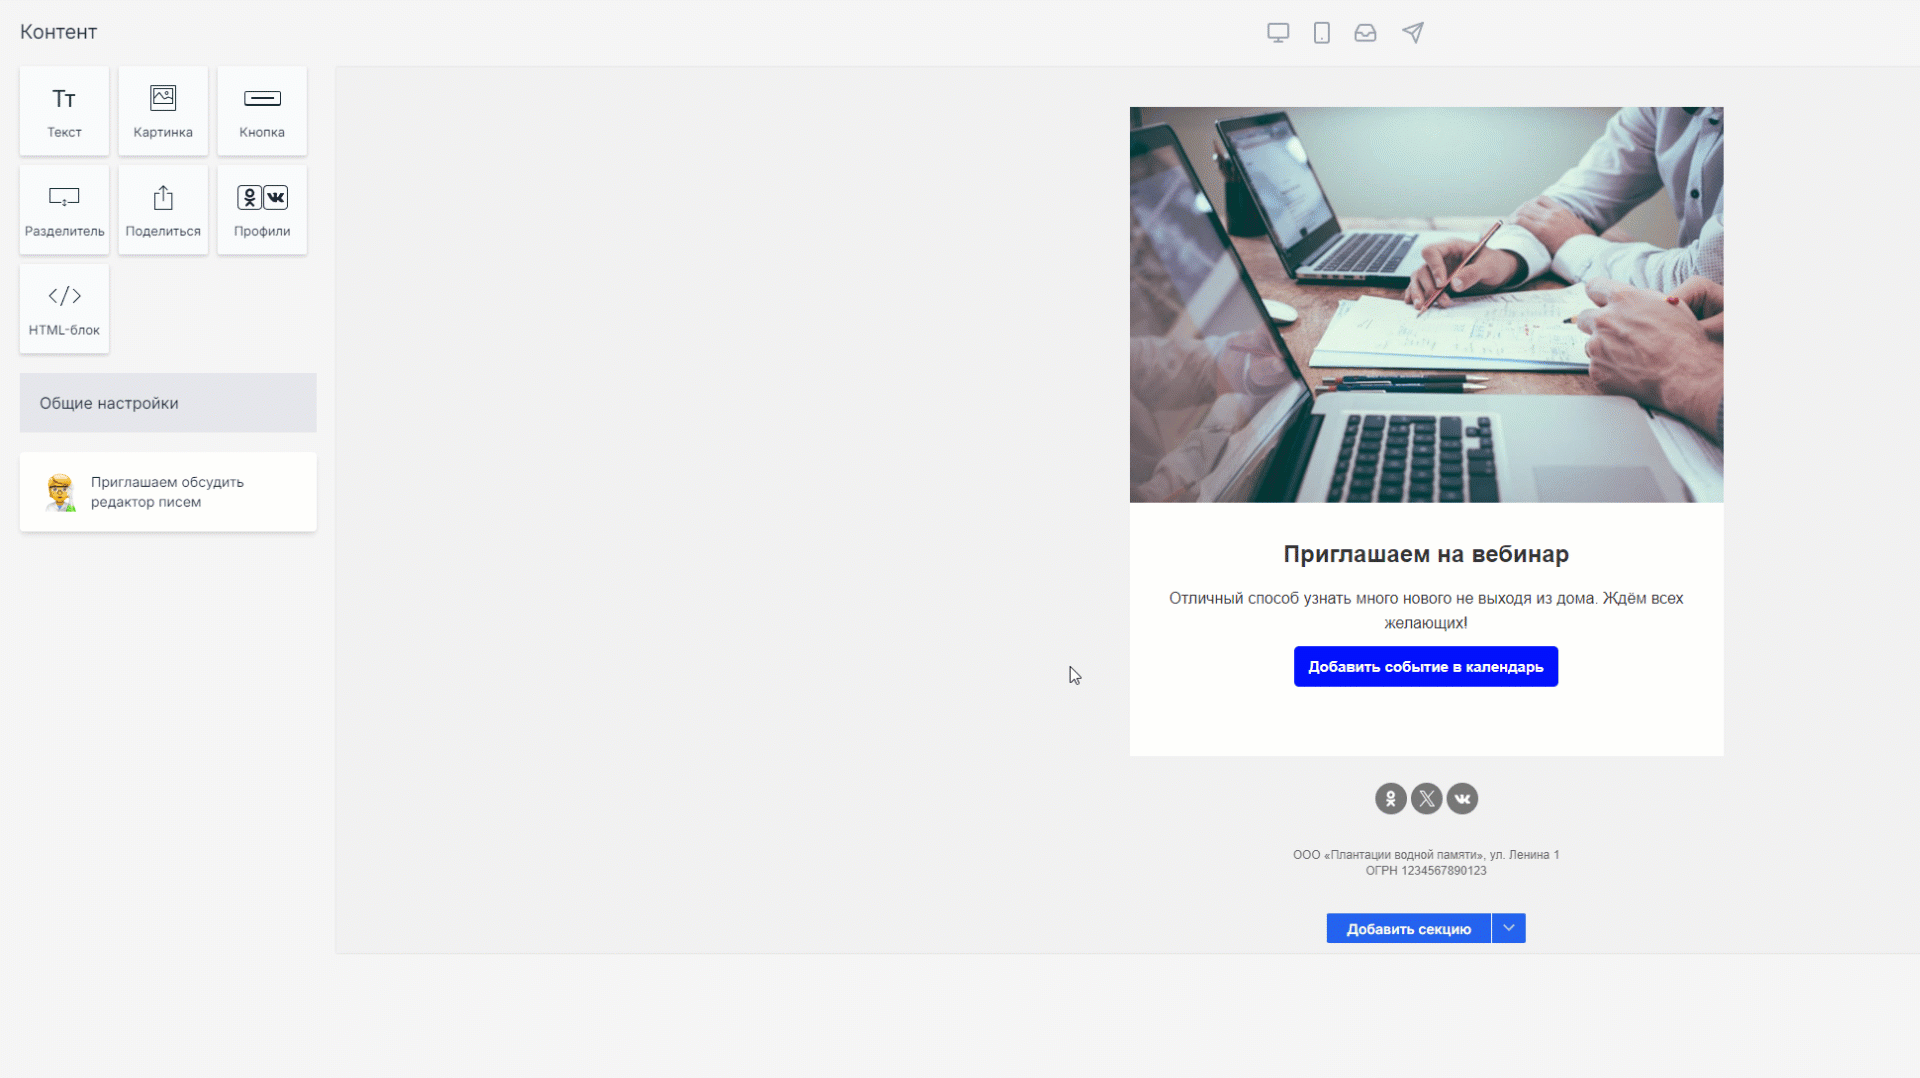 Контент
Тт
Текст
Картинка
Кнопка
Разделитель
Поделиться
Профили
</>
HTML-блок
Общие настройки
Приглашаем обсудить
редактор писем
Приглашаем на вебинар
Отличный способ узнать много нового не выходя из дома. Ждём всех
желающих!
Добавить событие в календарь
ООО «Плантации водной памяти», ул. Ленина 1
ОГРН 1234567890123
Добавить секцию